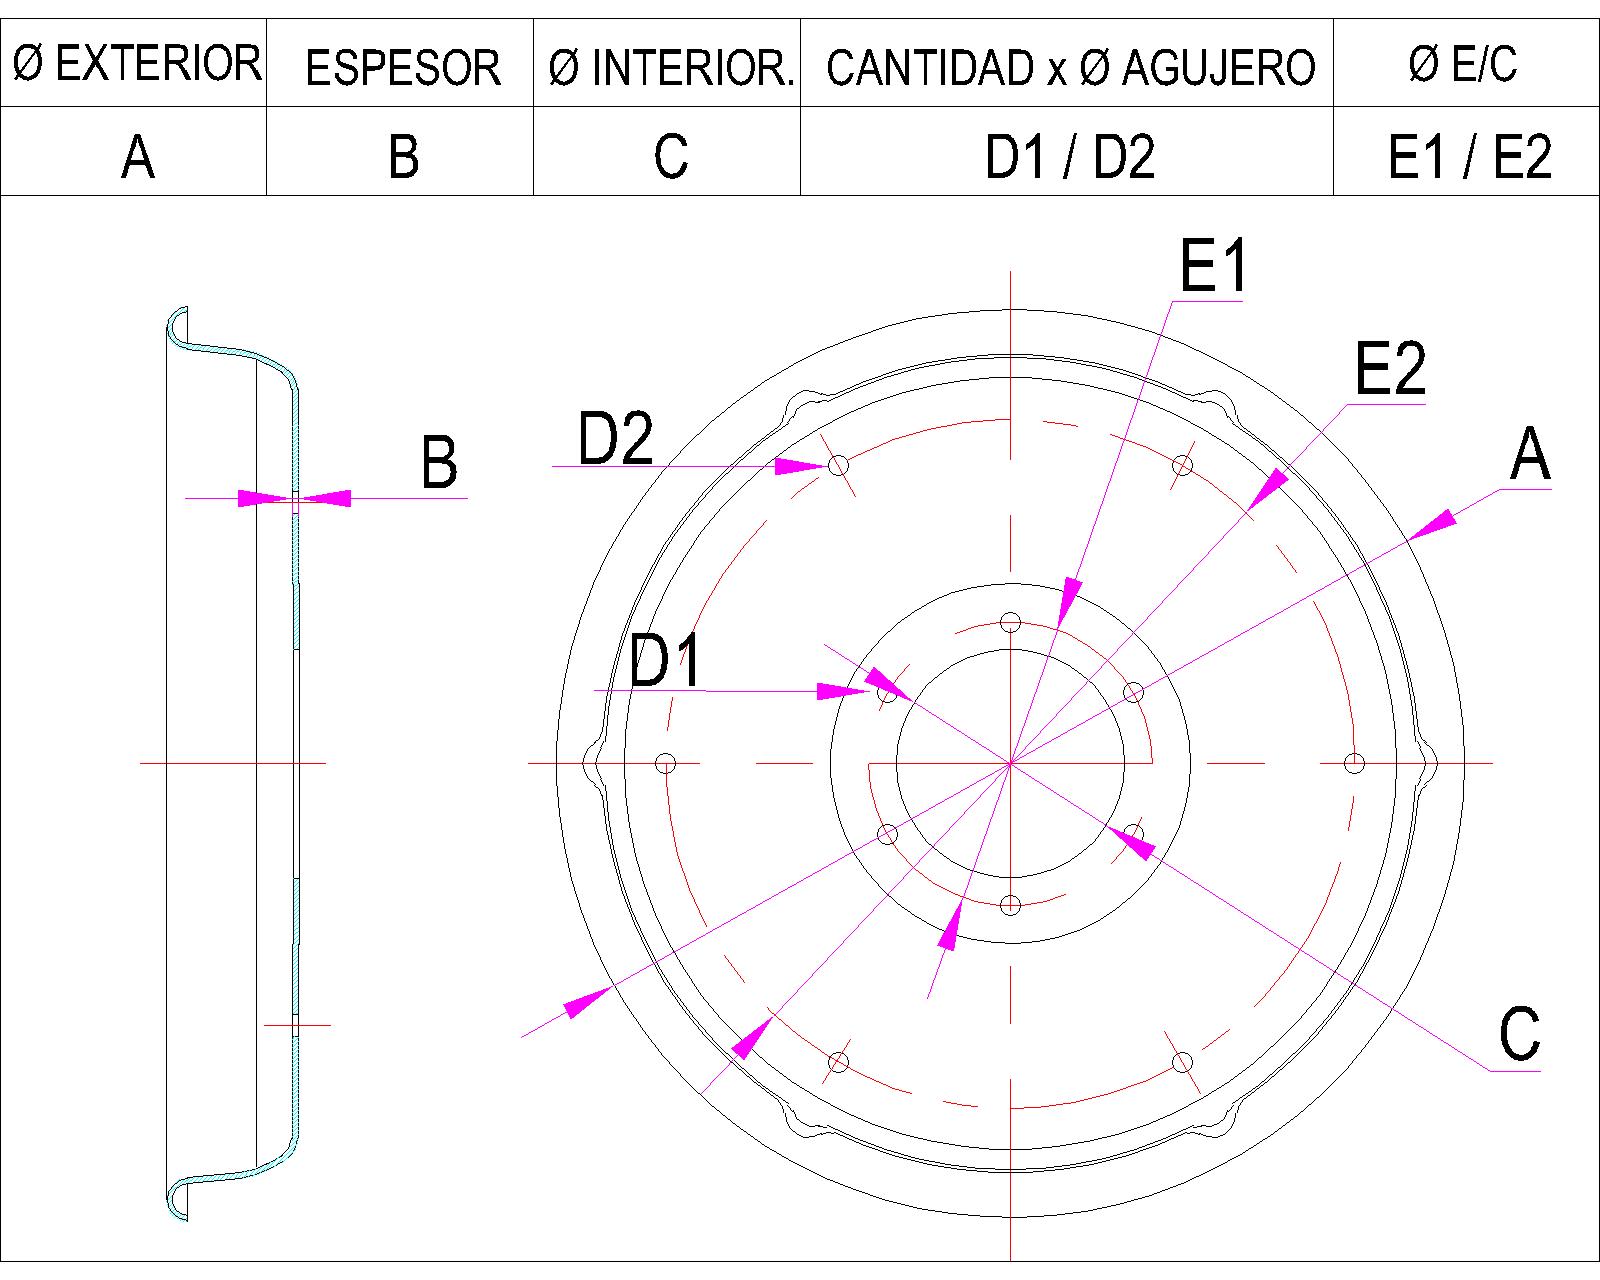 Ø EXTERIOR ESPESOR Ø INTERIOR. CANTIDAD x Ø AGUJERO Ø E/C
A B C D1 / D2 E1 / E2
E1
E2
D2
A
B
D1
C